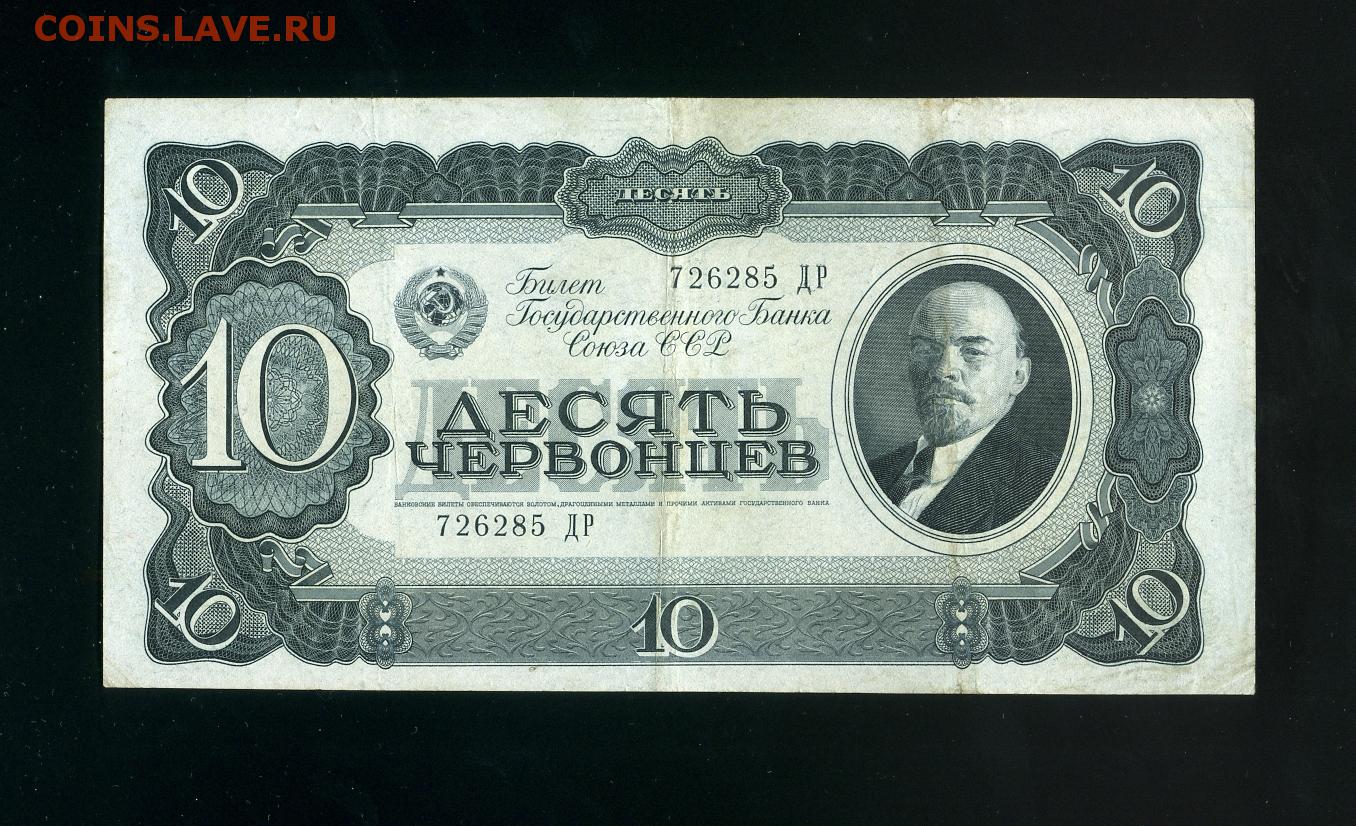 COINS.LAVE.RU
10
ДЕСЯТЬ
10
Билет 726285 ДР
Государственного Банка
Союза ССР
10
ДЕСЯТЬ
ДЕСЯТЬ
ЧЕРВОНЦЕВ
БАНКОВСКИЕ БИЛЕТЫ ОБЕСПЕЧИВАЮТСЯ ЗОЛОТОМ, ДРАГОЦЕННЫМИ МЕТАЛЛАМИ И ПРОЧИМИ АКТИВАМИ ГОСУДАРСТВЕННОГО БАНКА
726285 ДР
10
10
10